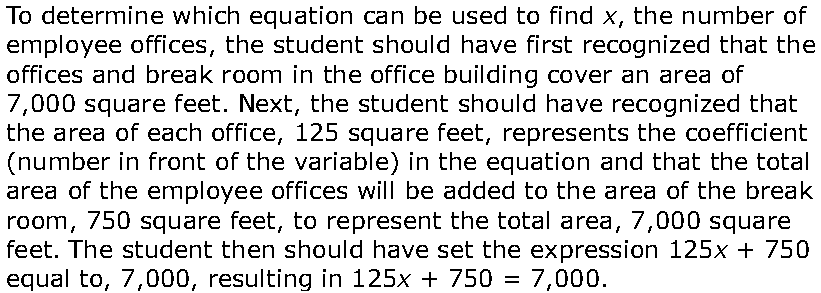 To determine which equation can be used to find x, the number of
employee offices, the student should have first recognized that the
offices and break room in the office building cover an area of
7,000 square feet. Next, the student should have recognized that
the area of each office, 125 square feet, represents the coefficient
(number in front of the variable) in the equation and that the total
area of the employee offices will be added to the area of the break
room, 750 square feet, to represent the total area, 7,000 square
feet. The student then should have set the expression 125x + 750
equal to, 7,000, resulting in 125x + 750 = 7,000.